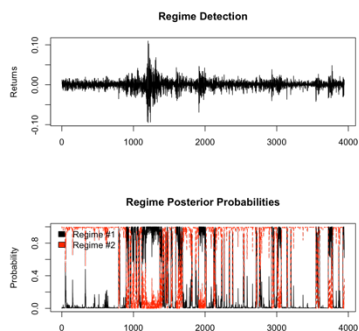 Regime Detection
Returns
0.10
0.00
-0.10
0 1000 2000 3000 4000
Regime Posterior Probabilities
Probability
0.8
0.4
0.0
Regime #1
Regime #2
0 1000 2000 3000 4000